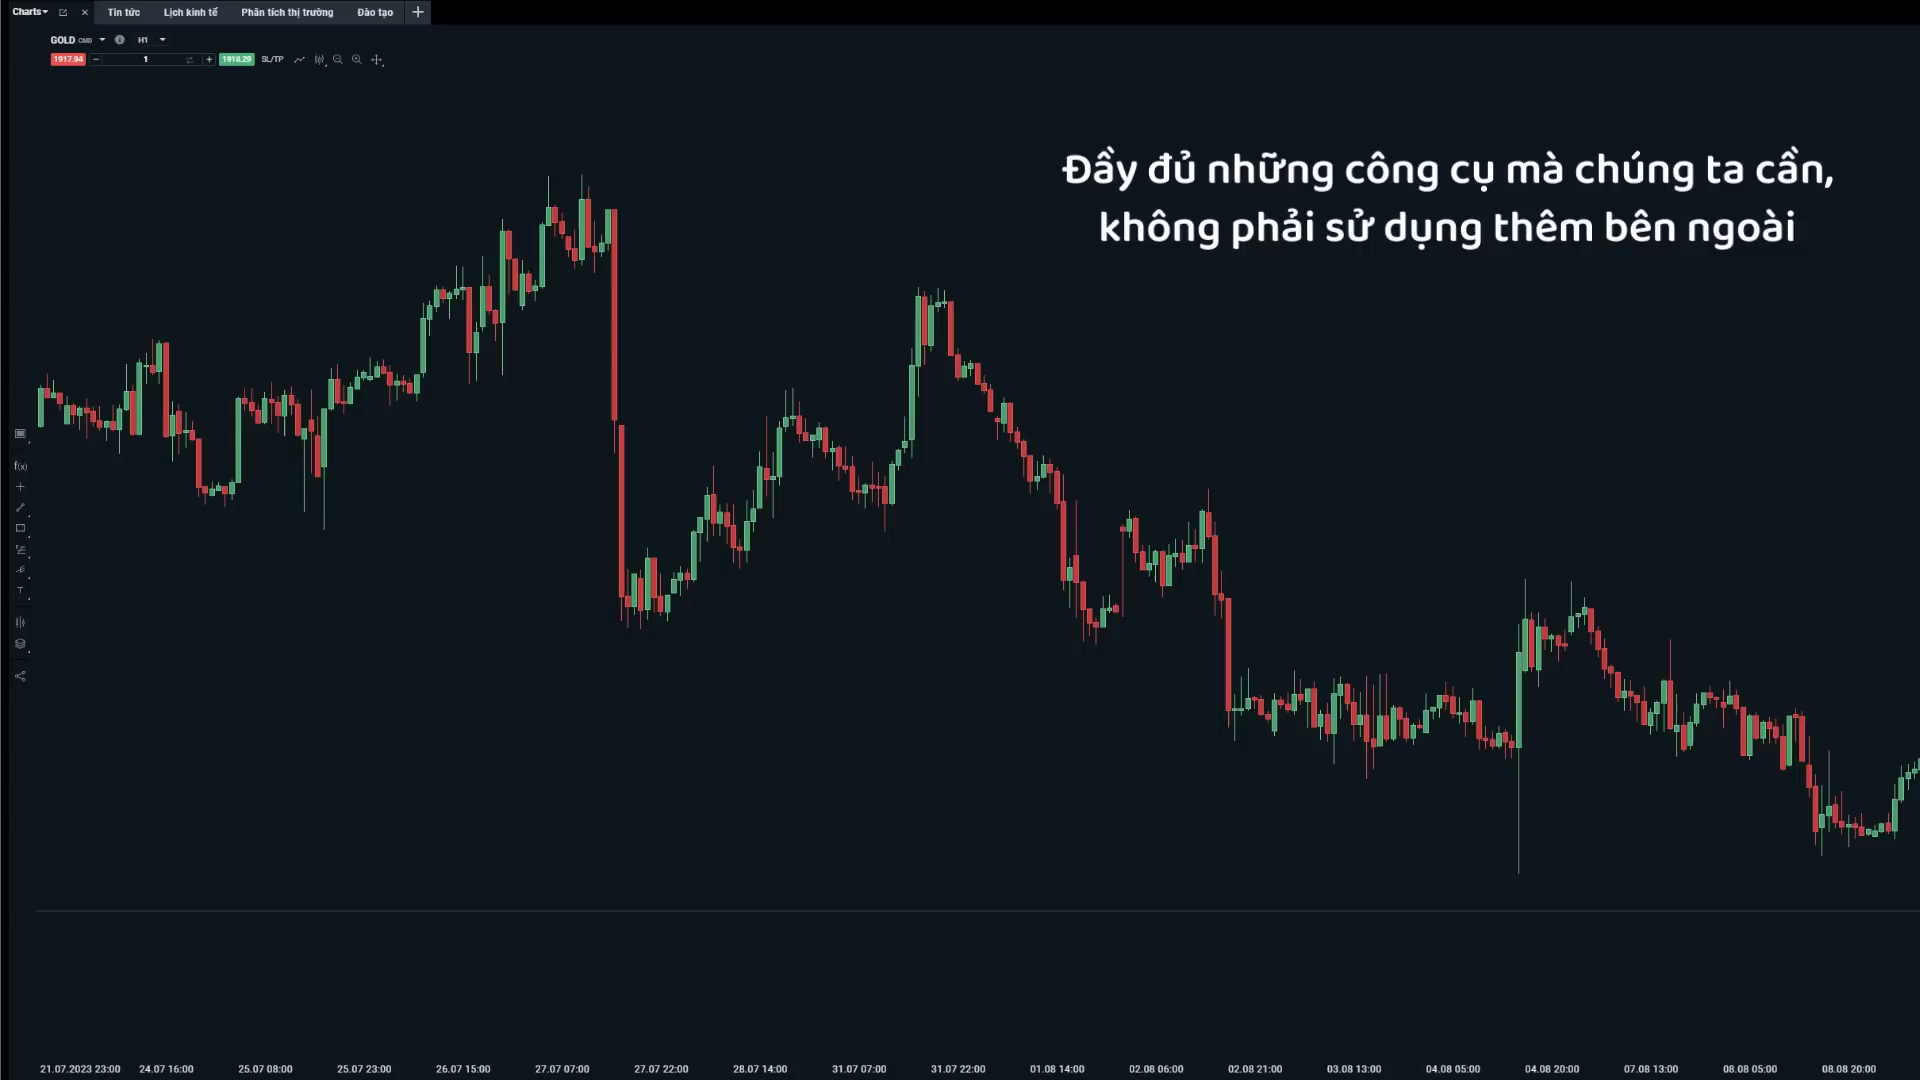 Charts
Tin tức
Lịch kinh tế
Phân tích thị trường
Đào tạo
GOLD CMD
H1
1917.94
1
1918.29
SL/TP
Đầy đủ những công cụ mà chúng ta cần,
không phải sử dụng thêm bên ngoài
f(x)
T
21.07.2023 23:00 24.07 16:00 25.07 08:00 25.07 23:00 26.07 15:00 27.07 07:00 27.07 22:00 28.07 14:00 31.07 07:00 31.07 22:00 01.08 14:00 02.08 06:00 02.08 21:00 03.08 13:00 04.08 05:00 04.08 20:00 07.08 13:00 08.08 05:00 08.08 20:00